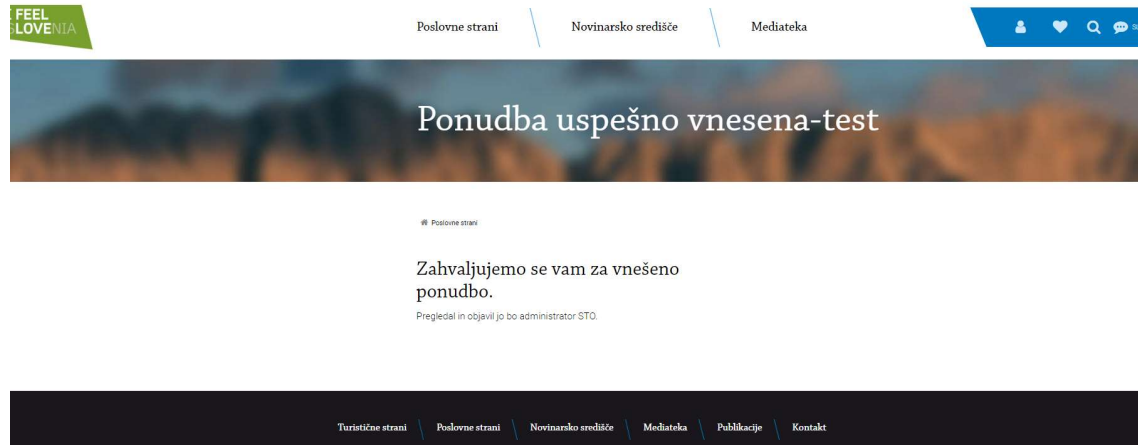 FEEL
SLOVENIA
Poslovne strani
Novinarsko središče
Mediateka
Ponudba uspešno vnesena-test
Poslovne strani
Zahvaljujemo se vam za vnešeno
ponudbo.
Pregledal in objavil jo bo administrator STO.
Turistične strani
Poslovne strani
Novinarsko središče
Mediateka
Publikacije
Kontakt